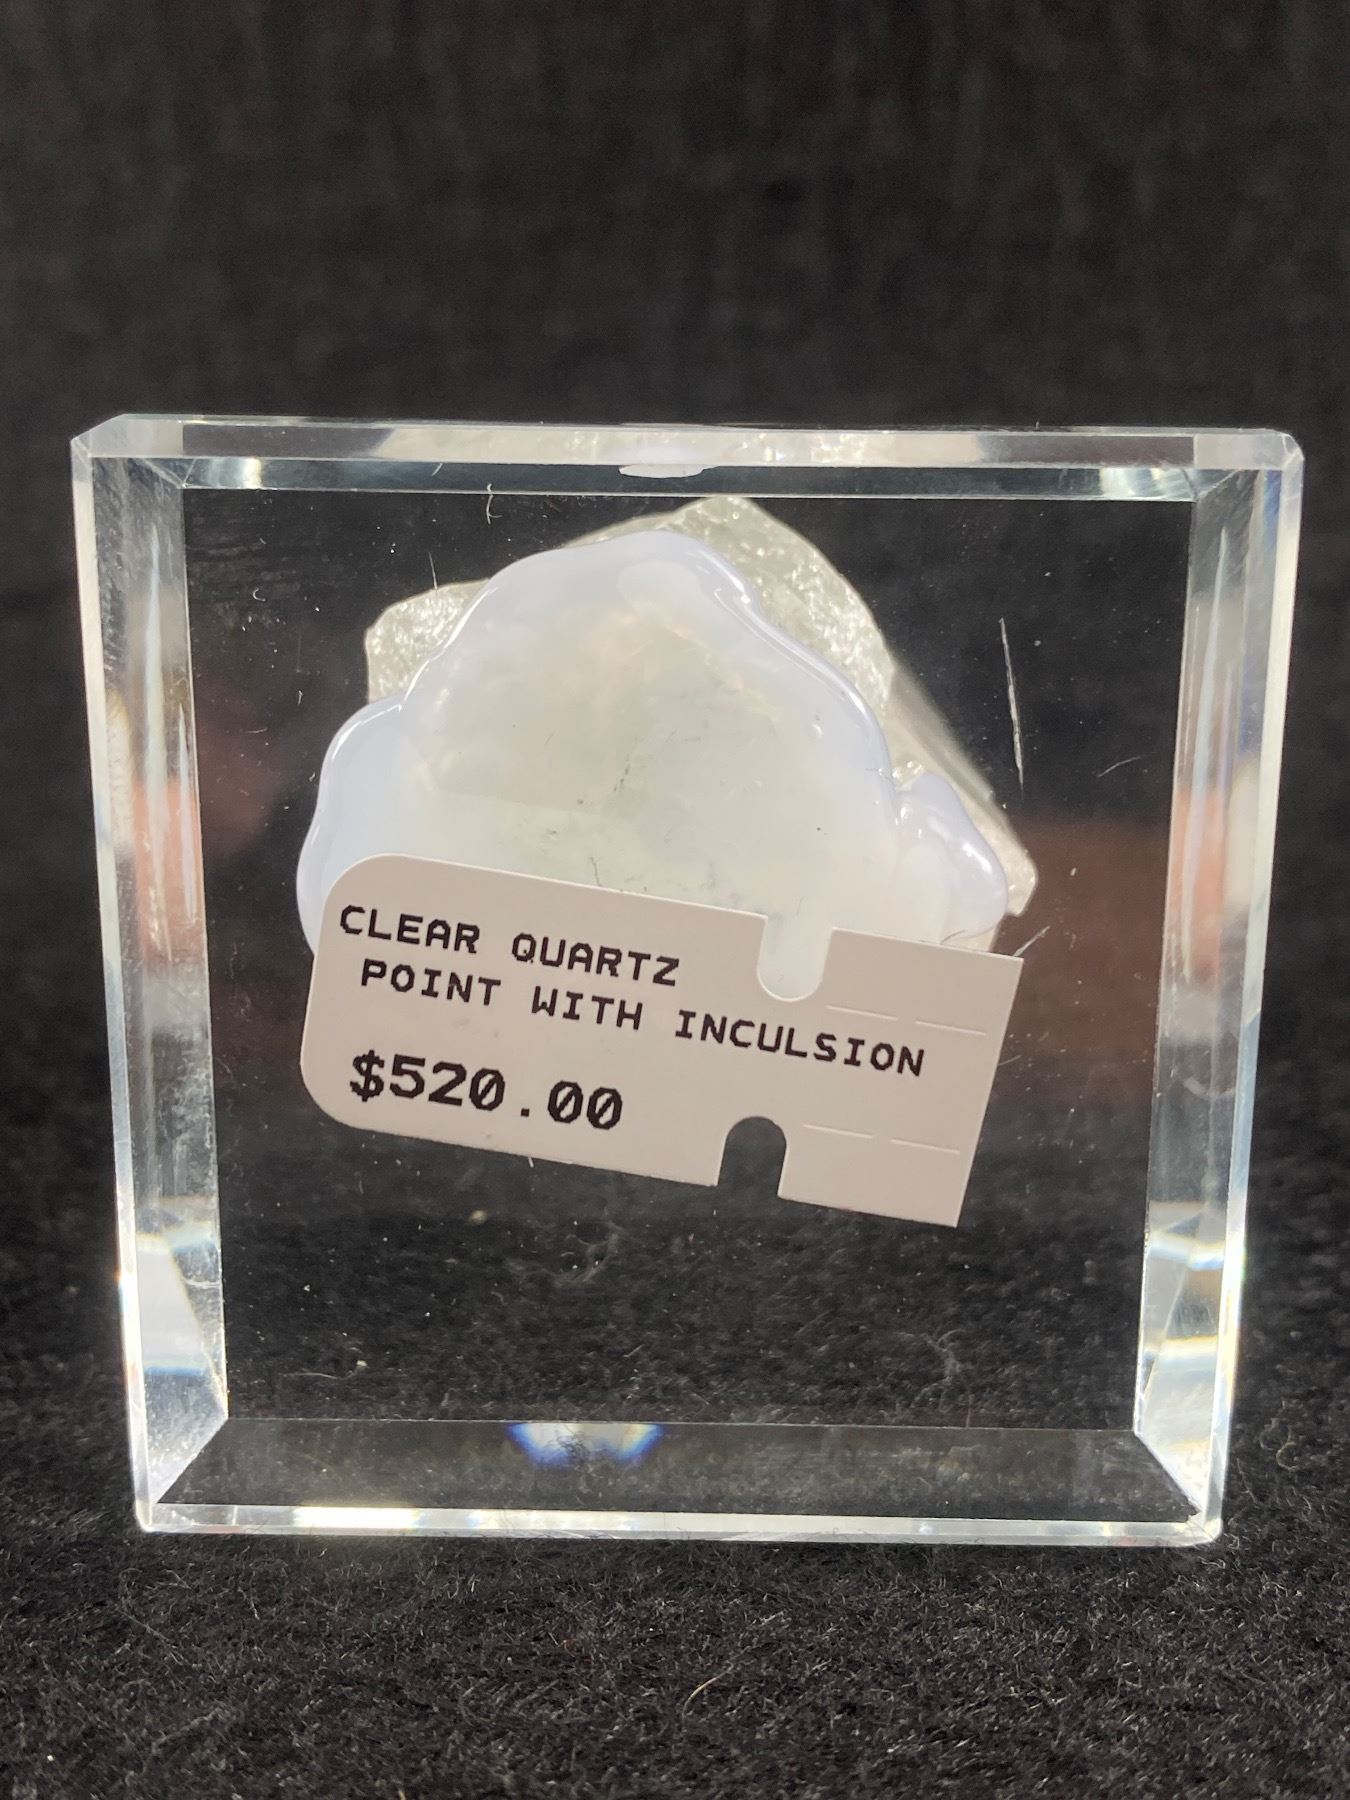 CLEAR QUARTZ
POINT WITH INCULSION
$520.00